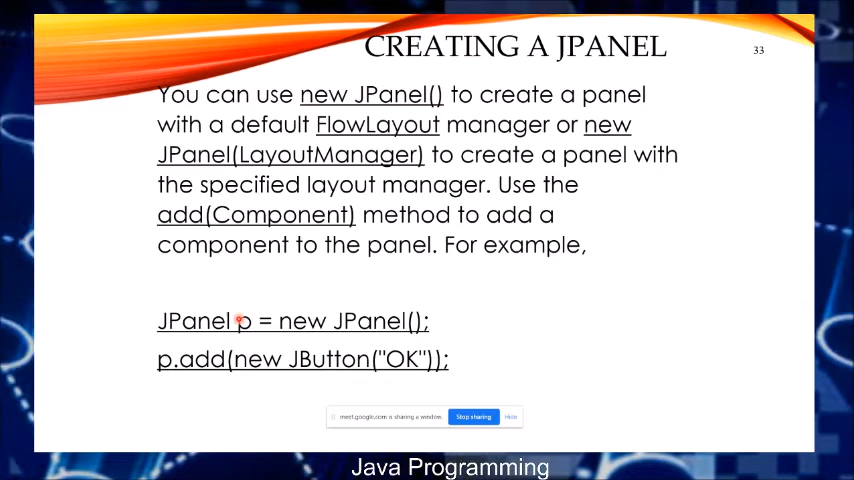 CREATING A JPANEL
33
You can use new JPanel() to create a panel
with a default FlowLayout manager or new
JPanel(LayoutManager) to create a panel with
the specified layout manager. Use the
add(Component) method to add a
component to the panel. For example,
JPanel p = new JPanel();
p.add(new JButton("OK"));
meet.google.com is sharing a window. Stop sharing Hide
Java Programming